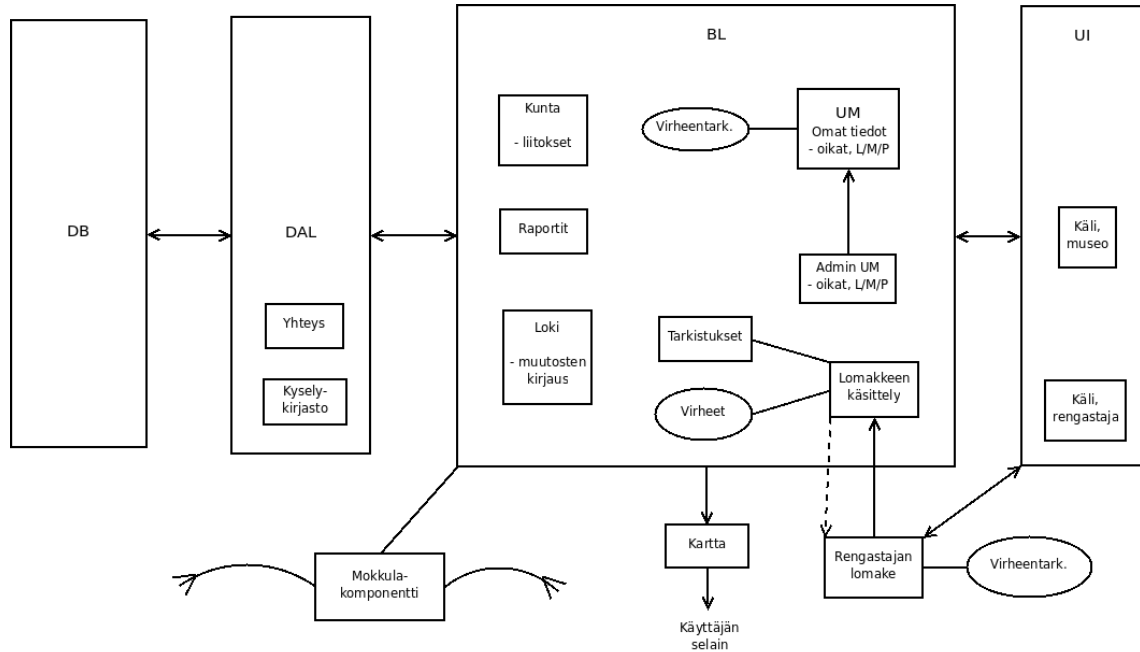 DB
DAL
Yhteys
Kysely-
kirjasto
BL
Kunta
- liitokset
Raportit
Loki
- muutosten
kirjaus
Virheentark.
UM
Omat tiedot
- oikat, L/M/P
Admin UM
- oikat, L/M/P
Tarkistukset
Lomakkeen
käsittely
Virheet
UI
Käli,
museo
Käli,
rengastaja
Mokkula-
komponentti
Kartta
Käyttäjän
selain
Rengastajan
lomake
Virheentark.